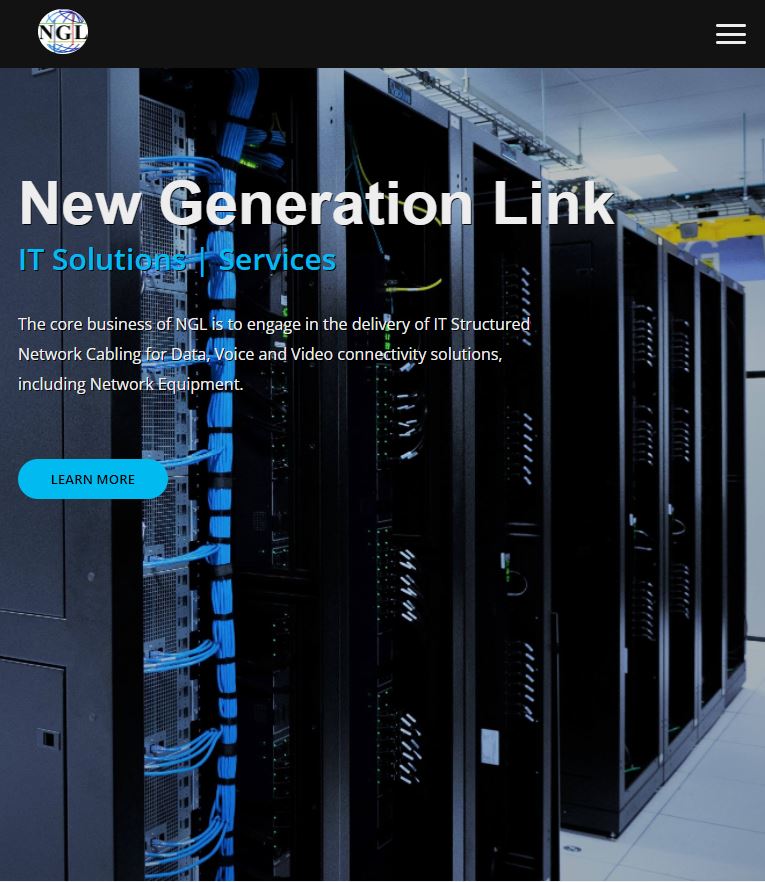 NGL
New Generation Link
IT Solutions | Services
The core business of NGL is to engage in the delivery of IT Structured
Network Cabling for Data, Voice and Video connectivity solutions,
including Network Equipment.
LEARN MORE